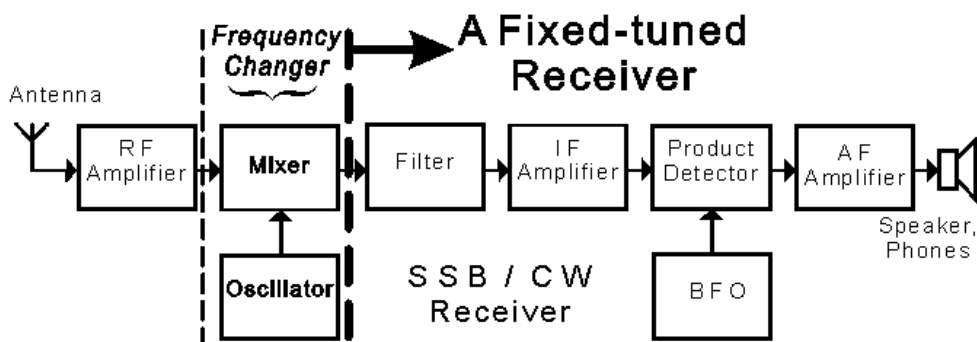 Frequency
Changer
A Fixed-tuned
Receiver
Antenna
RF
Amplifier
Mixer
Filter
IF
Amplifier
Product
Detector
AF
Amplifier
Speaker,
Phones
Oscillator
SSB / CW
Receiver
BFO